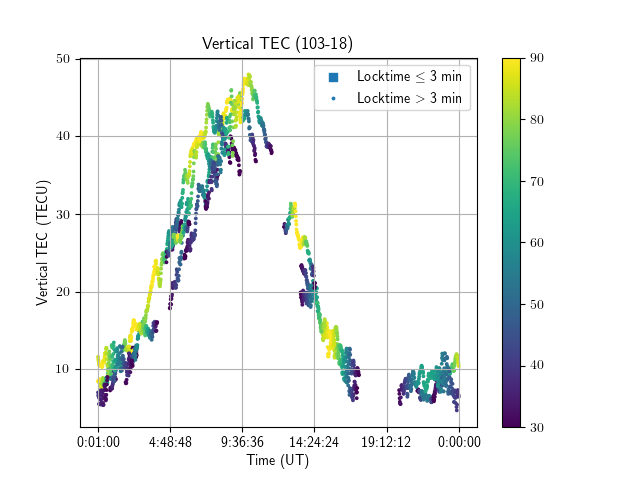 Vertical TEC (103-18)
Locktime ≤ 3 min
Locktime > 3 min
Vertical TEC (TECU)
50
40
30
20
10
0:01:00 4:48:48 9:36:36 14:24:24 19:12:12 0:00:00
Time (UT)
90
80
70
60
50
40
30